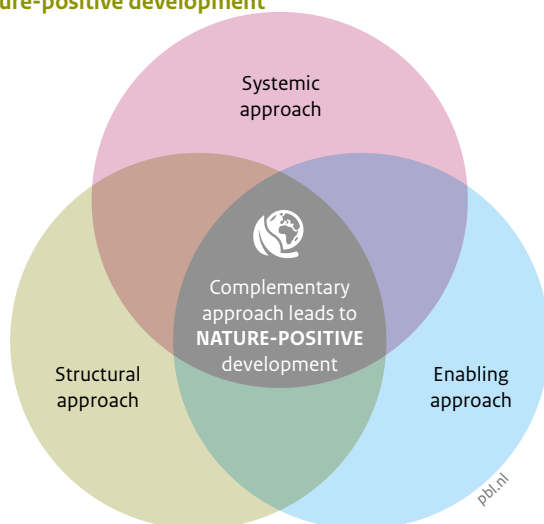 ure-positive development
Systemic
approach
Complementary
approach leads to
NATURE-POSITIVE
development
Structural
approach
Enabling
approach
pbl.nl